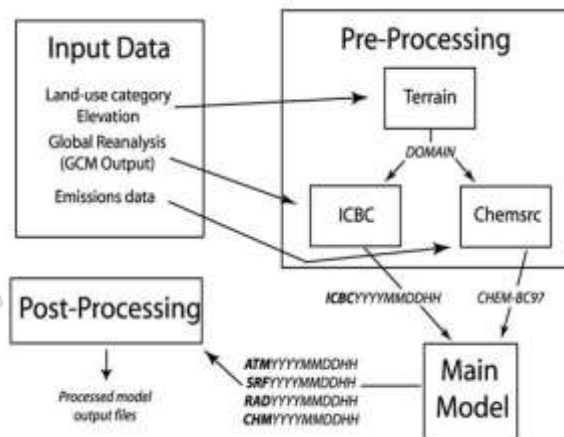 Input Data
Land-use category
Elevation
Global Reanalysis
(GCM Output)
Emissions data
Pre-Processing
Terrain
DOMAIN
ICBC
Chemsrc
ICBCYYYYMMDDHH
CHEM-BC97
Main
Model
ATMYYYYMMDDHH
SRFYYYYMMDDHH
RADYYYYMMDDHH
CHMYYYYMMDDHH
Post-Processing
Processed model
output files